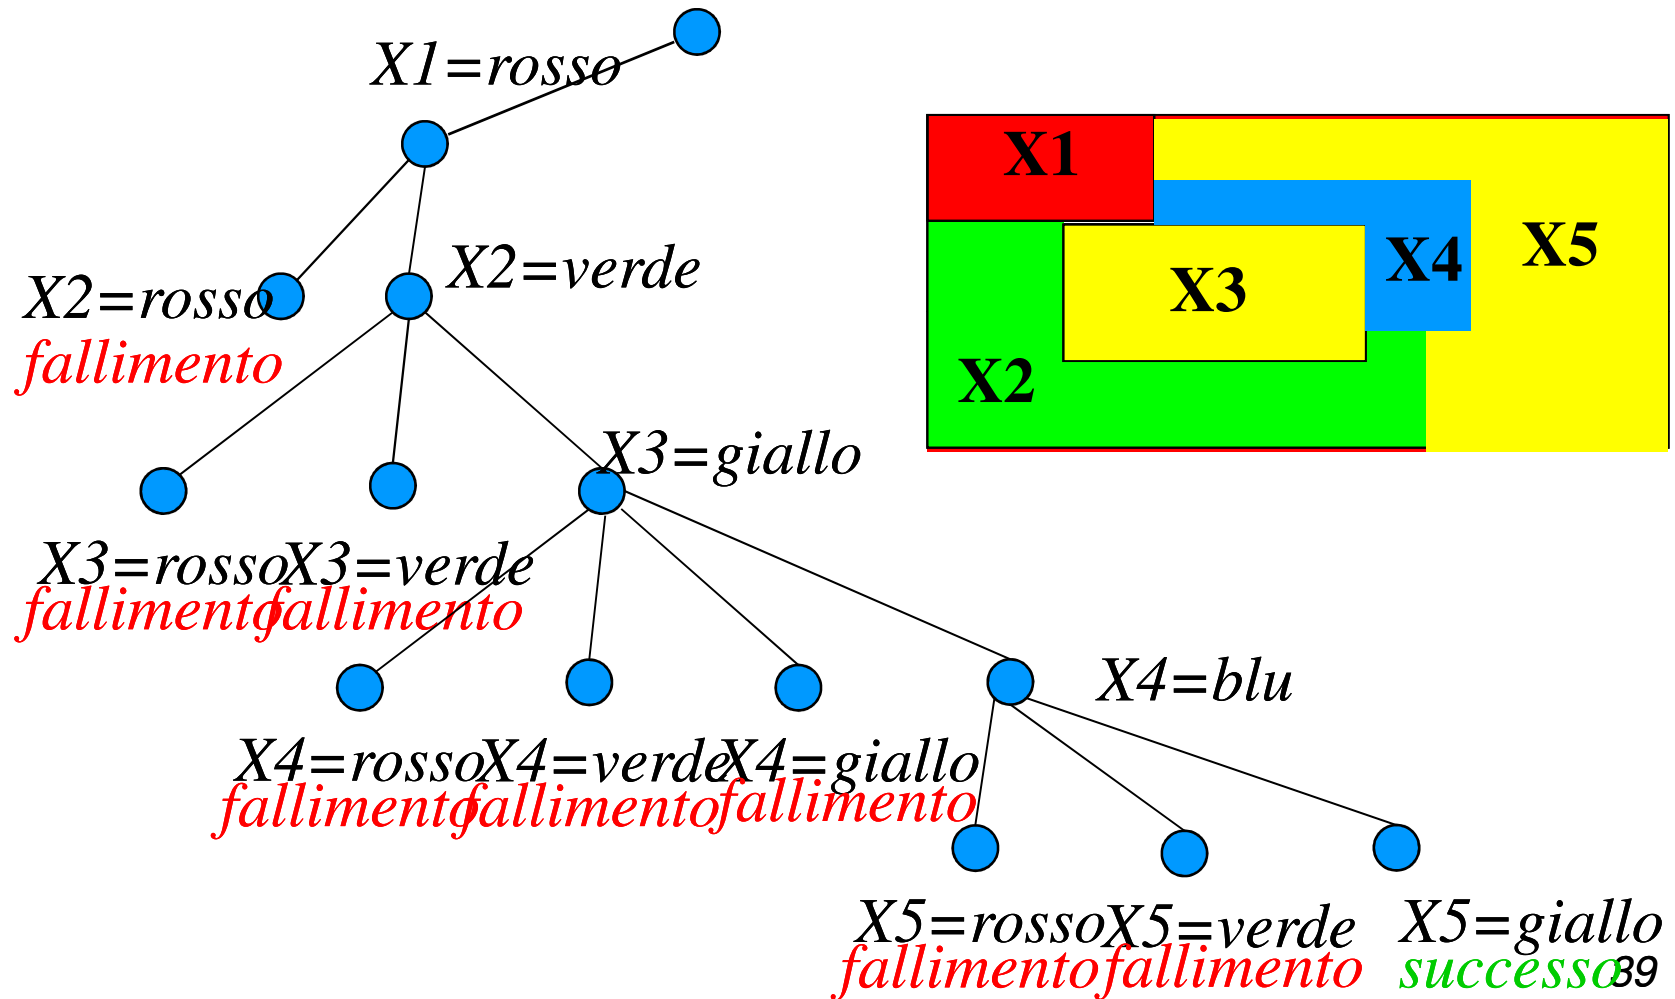 X1=rosso
X1
X2=verde
X5
X4
X2=rosso
X3
fallimento
X2
X3=giallo
X3=rosso X3=verde
fallimento fallimento
X4=blu
X4=rosso X4=verde X4=giallo
fallimento fallimento fallimento
X5=rosso X5=verde X5=giallo
fallimento fallimento successo 39